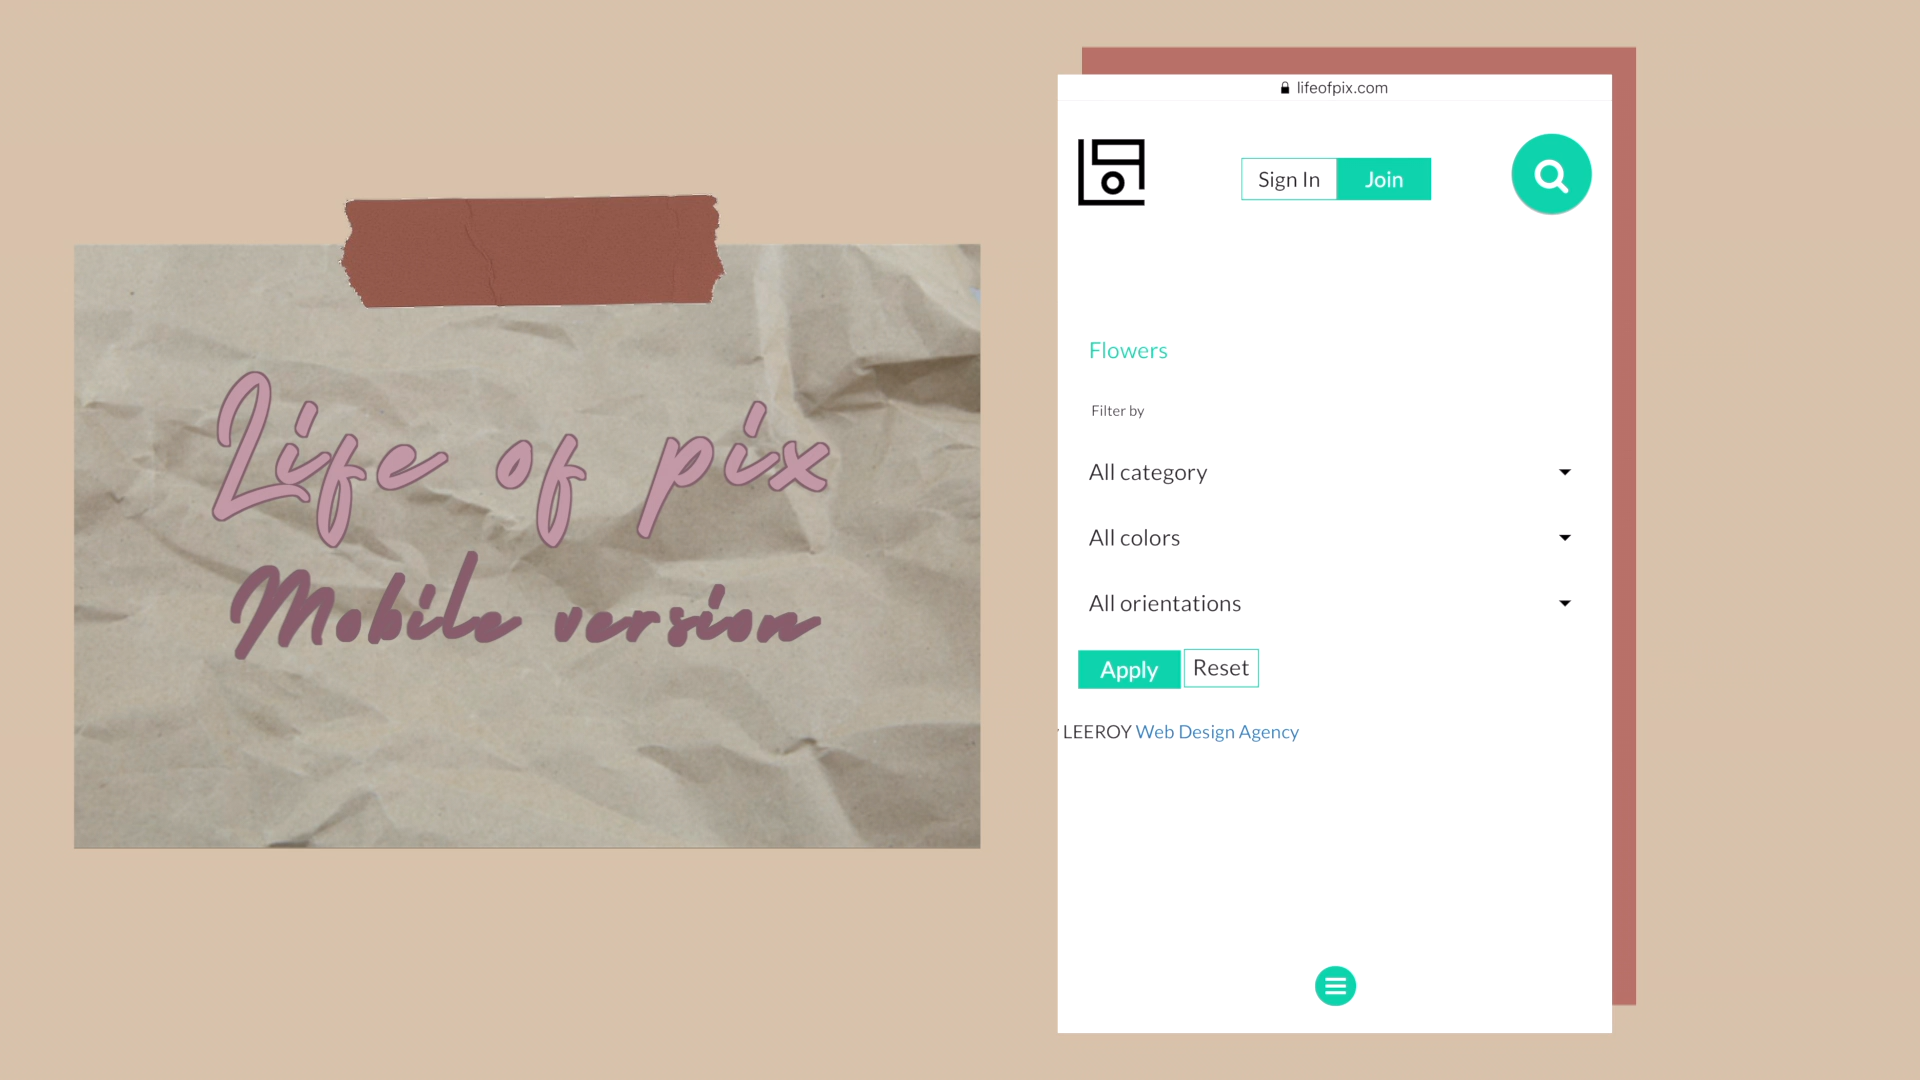 Life of pix
Mobile version
lifeofpix.com
Sign In
Join
Flowers
Filter by
All category
All colors
All orientations
Apply
Reset
LEEROY Web Design Agency